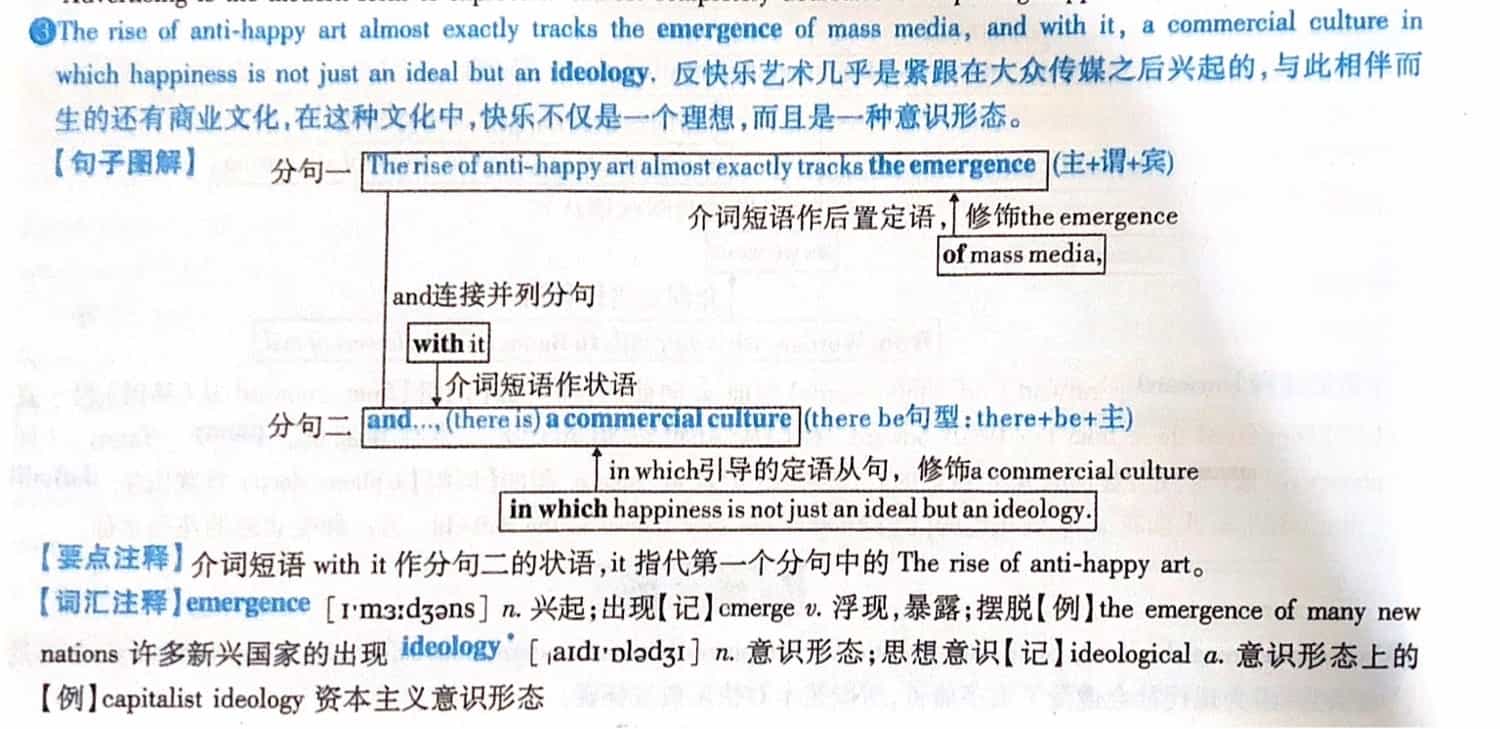 ❸The rise of anti-happy art almost exactly tracks the emergence of mass media, and with it, a commercial culture in
which happiness is not just an ideal but an ideology. 反快乐艺术几乎是紧跟在大众传媒之后兴起的,与此相伴而
生的还有商业文化,在这种文化中,快乐不仅是一个理想,而且是一种意识形态。
【句子图解】 分句一 The rise of anti-happy art almost exactly tracks the emergence (主+谓+宾)
介词短语作后置定语, 修饰the emergence
of mass media,
and连接并列分句
with it
介词短语作状语
分句二 and…, (there is) a commercial culture (there be句型:there+be+主)
in which引导的定语从句, 修饰a commercial culture
in which happiness is not just an ideal but an ideology.
【要点注释】介词短语 with it 作分句二的状语,it 指代第一个分句中的 The rise of anti-happy art。
【词汇注释】emergence [ɪˈmɜːdʒəns] n. 兴起;出现【记】cmerge v. 浮现,暴露;摆脱【例】the emergence of many new
nations 许多新兴国家的出现 ideology* [ˌaɪdɪˈɒlədʒɪ] n. 意识形态;思想意识【记】ideological a. 意识形态上的
【例】capitalist ideology 资本主义意识形态